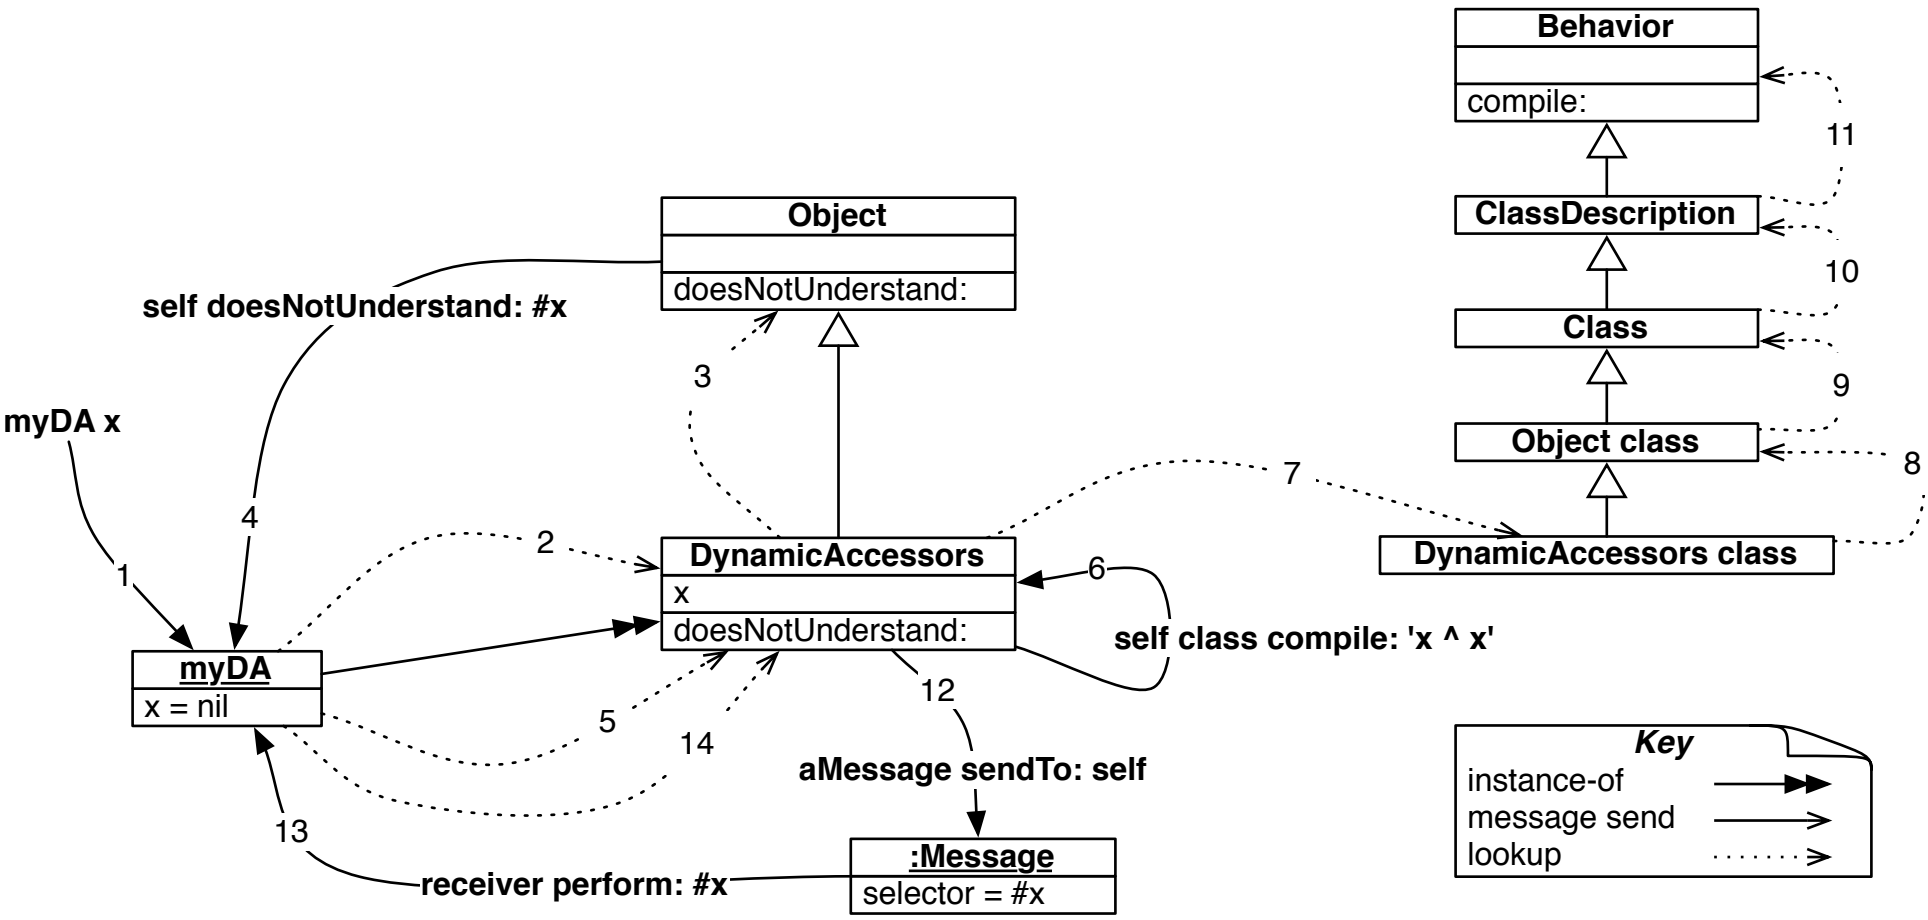 Behavior
compile:
11
ClassDescription
10
Class
9
Object class
8
DynamicAccessors class
Object
doesNotUnderstand:
self doesNotUnderstand: #x
3
myDA x
4
7
2
1
DynamicAccessors
x
doesNotUnderstand:
6
self class compile: 'x ^ x'
myDA
x = nil
5
14
12
aMessage sendTo: self
13
receiver perform: #x
:Message
selector = #x
Key
instance-of
message send
lookup